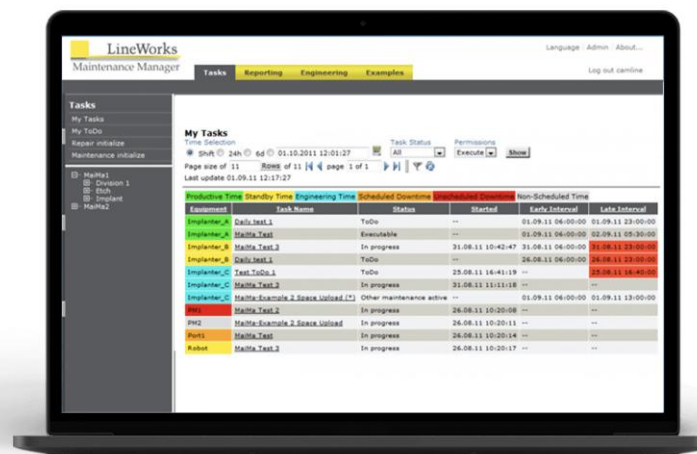 LineWorks
Maintenance Manager
Language Admin About...
Log out camline
Tasks Reporting Engineering Examples
Tasks
My Tasks
My ToDo
Repair initialize
Maintenance initialize
MaiMa1
Division 1
Etch
Implant
MaiMa2
My Tasks
Time Selection Task Status Permissions
Shift 24h 6d 01.10.2011 12:01:27 All Execute Show
Page size of 11 Rows of 11 page 1 of 1
Last update 01.09.11 12:17:27
Productive Time Standby Time Engineering Time Scheduled Downtime Unscheduled Downtime Non-Scheduled Time
Equipment Task Name Status Started Early Interval Late Interval
Implanter_A Daily test 1 ToDo -- 01.09.11 06:00:00 01.09.11 23:00:00
Implanter_A MaiMa Test Executable -- 01.09.11 06:00:00 02.09.11 05:30:00
Implanter_B MaiMa Test 3 In progress 31.08.11 10:42:47 31.08.11 06:00:00 31.08.11 23:00:00
Implanter_B Daily test 1 ToDo -- 26.08.11 06:00:00 26.08.11 23:00:00
Implanter_C Test ToDo 1 ToDo 25.08.11 16:41:19 -- 25.08.11 16:40:00
Implanter_C MaiMa Test 3 In progress 31.08.11 11:11:18 -- --
Implanter_C MaiMa-Example 2 Space Upload (*) Other maintenance active -- 01.09.11 06:00:00 01.09.11 13:00:00
PM1 MaiMa Test 2 In progress 26.08.11 10:20:08 -- --
PM2 MaiMa-Example 2 Space Upload In progress 26.08.11 10:20:11 -- --
Port1 MaiMa Test In progress 26.08.11 10:20:14 -- --
Robot MaiMa Test 3 In progress 26.08.11 10:20:17 -- --